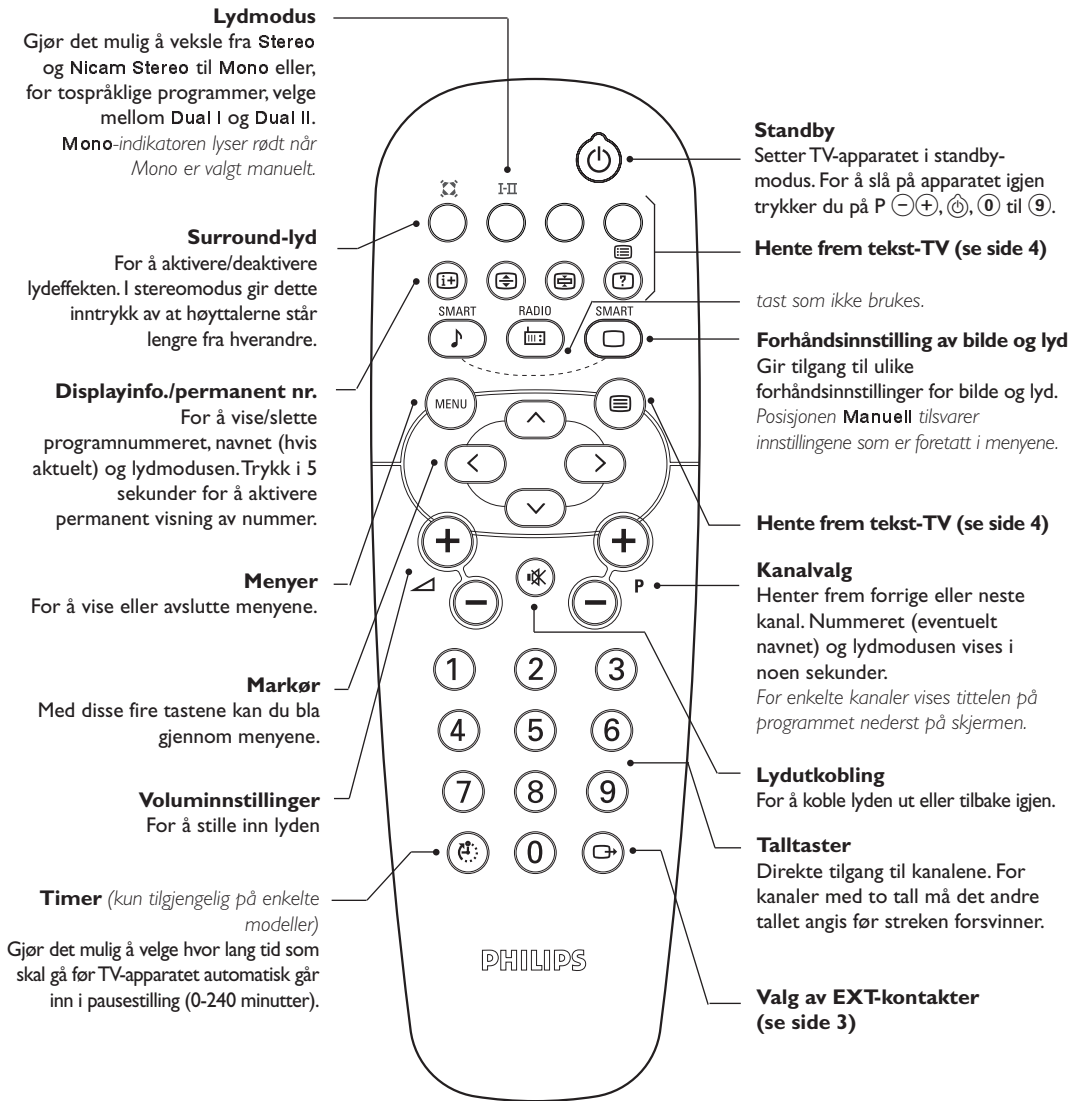 Lydmodus
Gjør det mulig å veksle fra Stereo
og Nicam Stereo til Mono eller,
for tospråklige programmer, velge
mellom Dual I og Dual II.
Mono-indikatoren lyser rødt når
Mono er valgt manuelt.
Surround-lyd
For å aktivere/deaktivere
lydeffekten. I stereomodus gir dette
inntrykk av at høyttalerne står
lengre fra hverandre.
Displayinfo./permanent nr.
For å vise/slette
programnummeret, navnet (hvis
aktuelt) og lydmodusen. Trykk i 5
sekunder for å aktivere
permanent visning av nummer.
Menyer
For å vise eller avslutte menyene.
Markør
Med disse fire tastene kan du bla
gjennom menyene.
Voluminnstillinger
For å stille inn lyden
Timer (kun tilgjengelig på enkelte
modeller)
Gjør det mulig å velge hvor lang tid som
skal gå før TV-apparatet automatisk går
inn i pausestilling (0-240 minutter).
I-II
i+
?
SMART RADIO SMART
MENU
+ +
P
− −
1 2 3
4 5 6
7 8 9
0
PHILIPS
Standby
Setter TV-apparatet i standby-
modus. For å slå på apparatet igjen
trykker du på P − +, , 0 til 9.
Hente frem tekst-TV (se side 4)
tast som ikke brukes.
Forhåndsinnstilling av bilde og lyd
Gir tilgang til ulike
forhåndsinnstillinger for bilde og lyd.
Posisjonen Manuell tilsvarer
innstillingene som er foretatt i menyene.
Hente frem tekst-TV (se side 4)
Kanalvalg
Henter frem forrige eller neste
kanal. Nummeret (eventuelt
navnet) og lydmodusen vises i
noen sekunder.
For enkelte kanaler vises tittelen på
programmet nederst på skjermen.
Lydutkobling
For å koble lyden ut eller tilbake igjen.
Talltaster
Direkte tilgang til kanalene. For
kanaler med to tall må det andre
tallet angis før streken forsvinner.
Valg av EXT-kontakter
(se side 3)